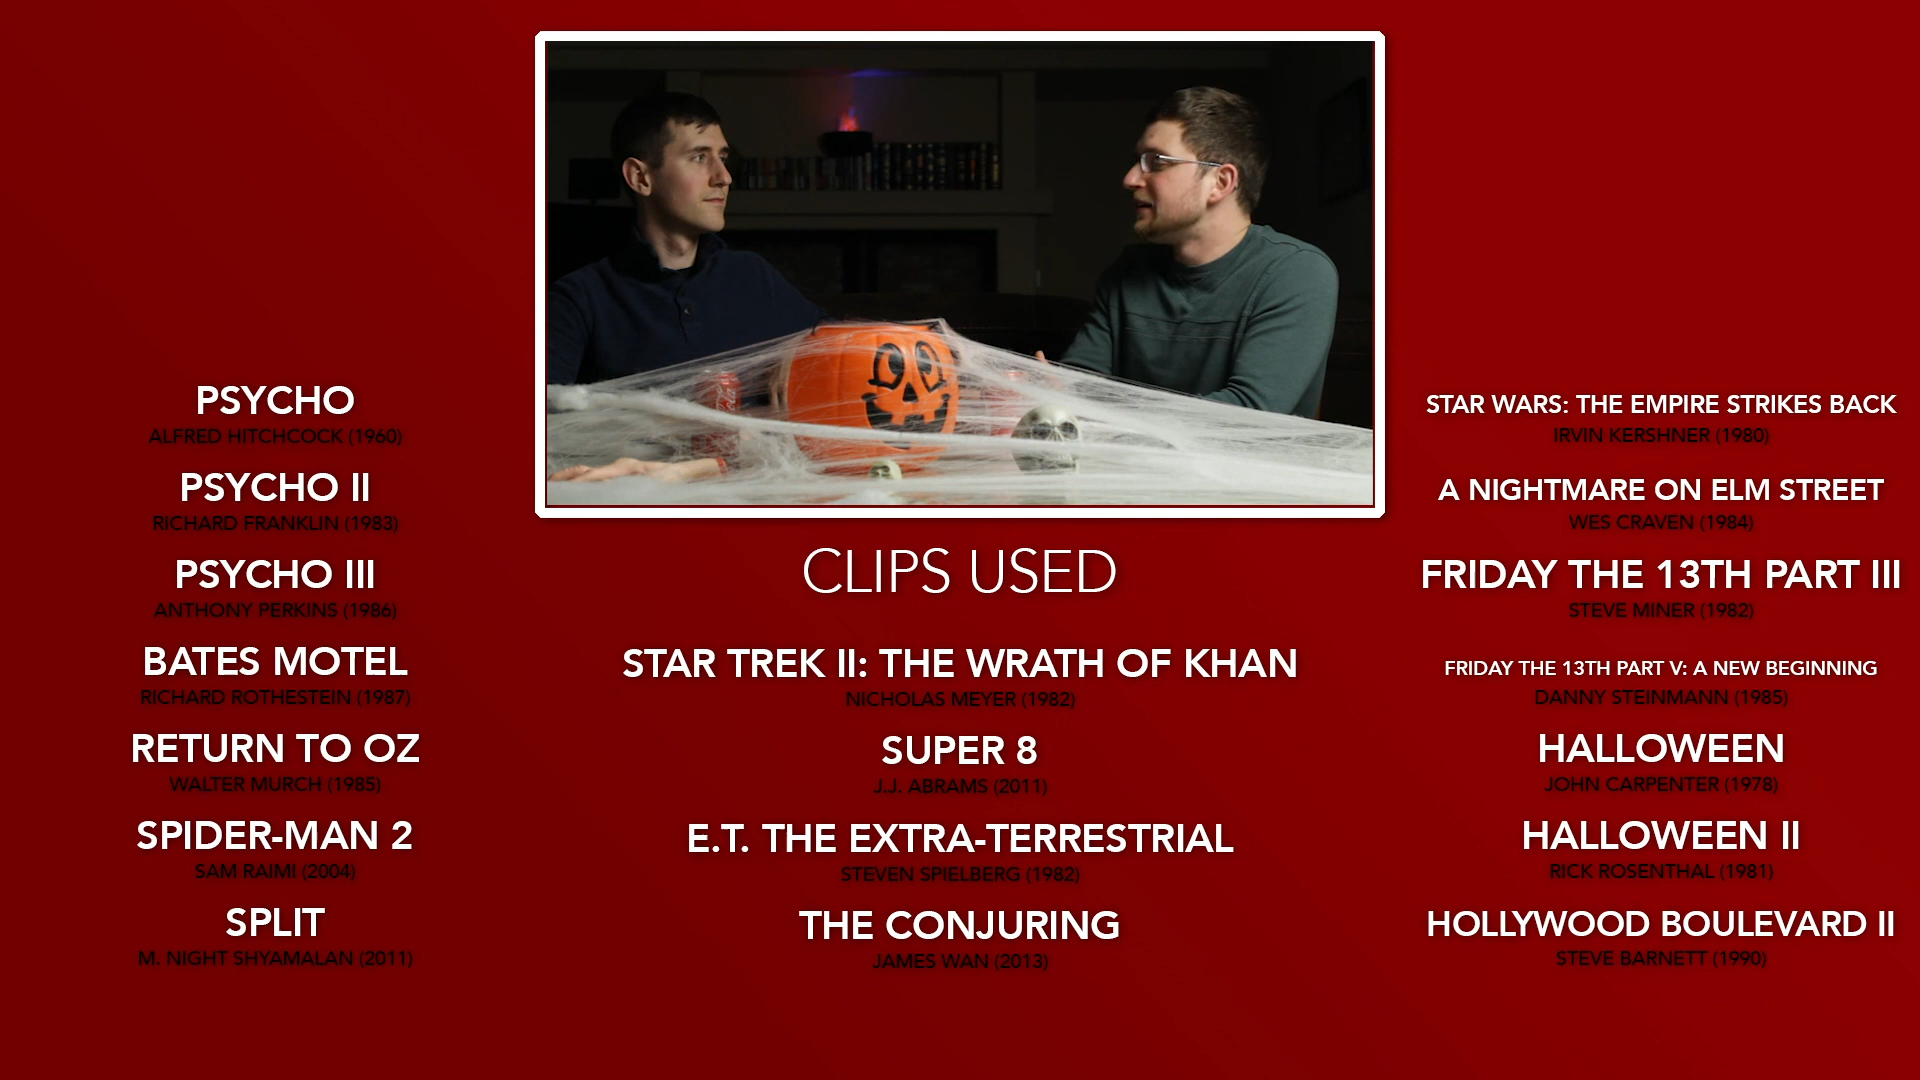 PSYCHO
ALFRED HITCHCOCK (1960)
PSYCHO II
RICHARD FRANKLIN (1983)
PSYCHO III
ANTHONY PERKINS (1986)
BATES MOTEL
RICHARD ROTHESTEIN (1987)
RETURN TO OZ
WALTER MURCH (1985)
SPIDER-MAN 2
SAM RAIMI (2004)
SPLIT
M. NIGHT SHYAMALAN (2011)
CLIPS USED
STAR TREK II: THE WRATH OF KHAN
NICHOLAS MEYER (1982)
SUPER 8
J.J. ABRAMS (2011)
E.T. THE EXTRA-TERRESTRIAL
STEVEN SPIELBERG (1982)
THE CONJURING
JAMES WAN (2013)
STAR WARS: THE EMPIRE STRIKES BACK
IRVIN KERSHNER (1980)
A NIGHTMARE ON ELM STREET
WES CRAVEN (1984)
FRIDAY THE 13TH PART III
STEVE MINER (1982)
FRIDAY THE 13TH PART V: A NEW BEGINNING
DANNY STEINMANN (1985)
HALLOWEEN
JOHN CARPENTER (1978)
HALLOWEEN II
RICK ROSENTHAL (1981)
HOLLYWOOD BOULEVARD II
STEVE BARNETT (1990)